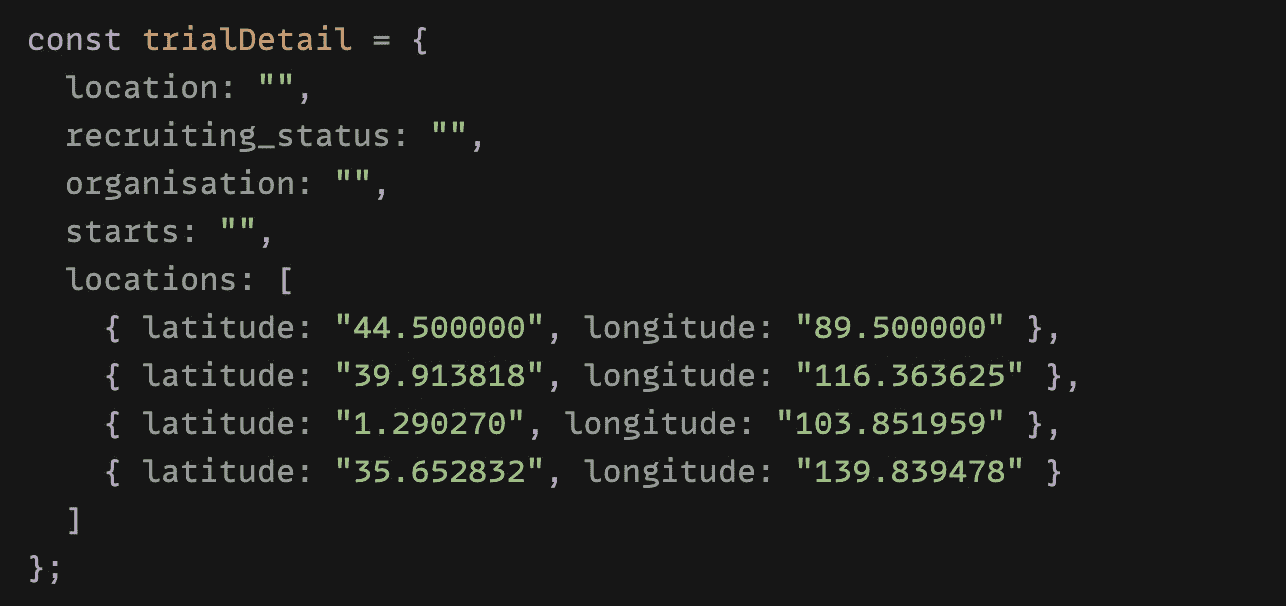 const trialDetail = {
  location: "",
  recruiting_status: "",
  organisation: "",
  starts: "",
  locations: [
    { latitude: "44.500000", longitude: "89.500000" },
    { latitude: "39.913818", longitude: "116.363625" },
    { latitude: "1.290270", longitude: "103.851959" },
    { latitude: "35.652832", longitude: "139.839478" }
  ]
};